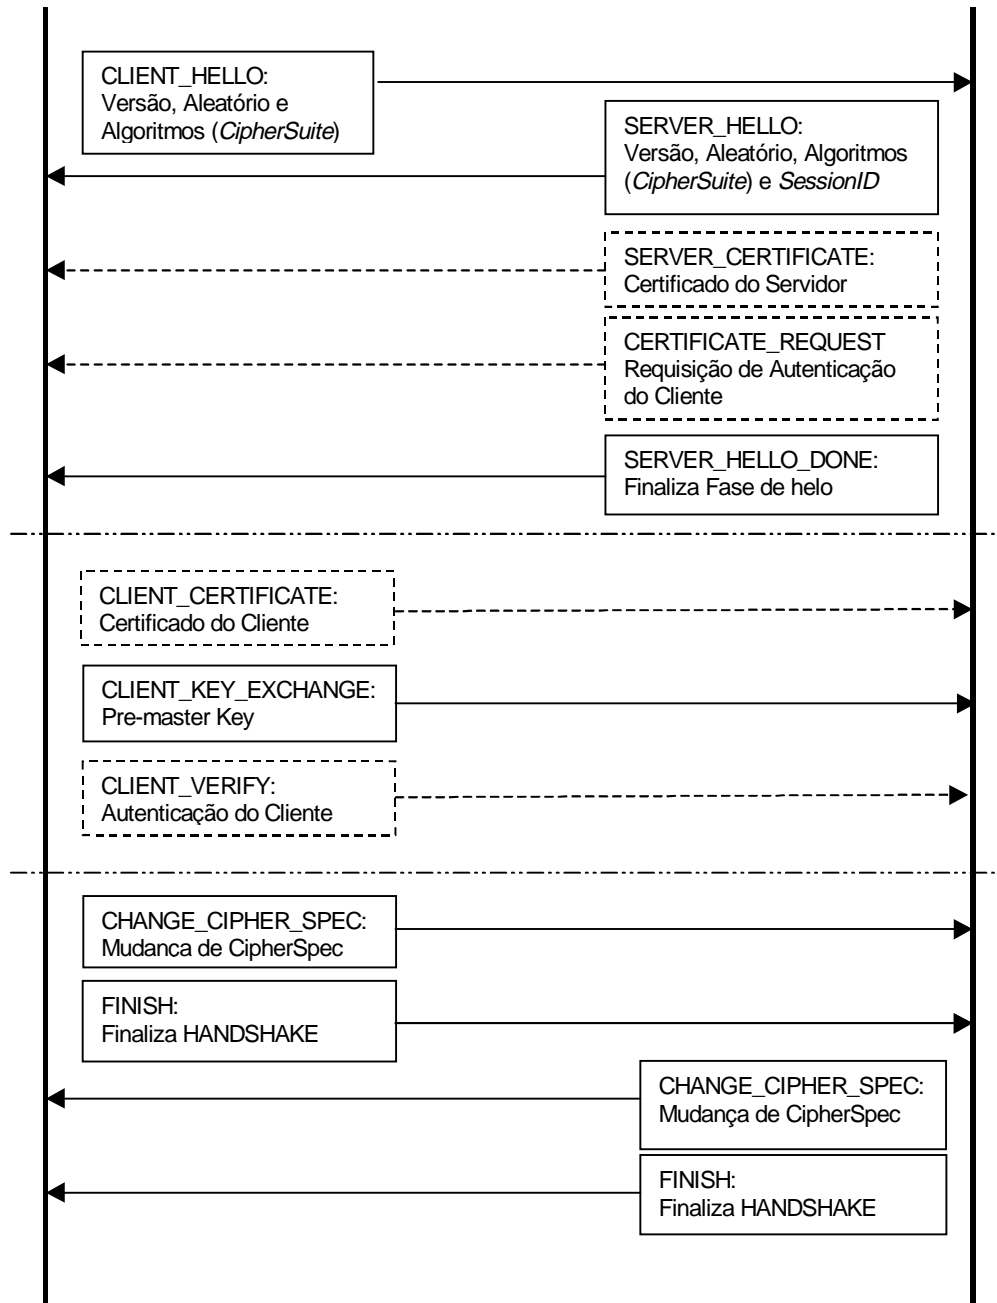 CLIENT_HELLO:
Versão, Aleatório e
Algoritmos (CipherSuite)
SERVER_HELLO:
Versão, Aleatório, Algoritmos
(CipherSuite) e SessionID
SERVER_CERTIFICATE:
Certificado do Servidor
CERTIFICATE_REQUEST
Requisição de Autenticação
do Cliente
SERVER_HELLO_DONE:
Finaliza Fase de helo
CLIENT_CERTIFICATE:
Certificado do Cliente
CLIENT_KEY_EXCHANGE:
Pre-master Key
CLIENT_VERIFY:
Autenticação do Cliente
CHANGE_CIPHER_SPEC:
Mudanca de CipherSpec
FINISH:
Finaliza HANDSHAKE
CHANGE_CIPHER_SPEC:
Mudança de CipherSpec
FINISH:
Finaliza HANDSHAKE